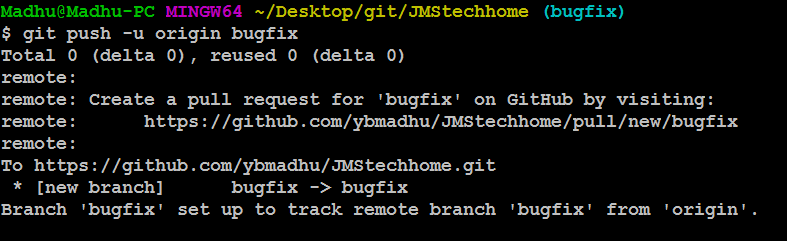 Madhu@Madhu-PC MINGW64 ~/Desktop/git/JMStechhome (bugfix)
$ git push -u origin bugfix
Total 0 (delta 0), reused 0 (delta 0)
remote:
remote: Create a pull request for 'bugfix' on GitHub by visiting:
remote:      https://github.com/ybmadhu/JMStechhome/pull/new/bugfix
remote:
To https://github.com/ybmadhu/JMStechhome.git
 * [new branch]      bugfix -> bugfix
Branch 'bugfix' set up to track remote branch 'bugfix' from 'origin'.